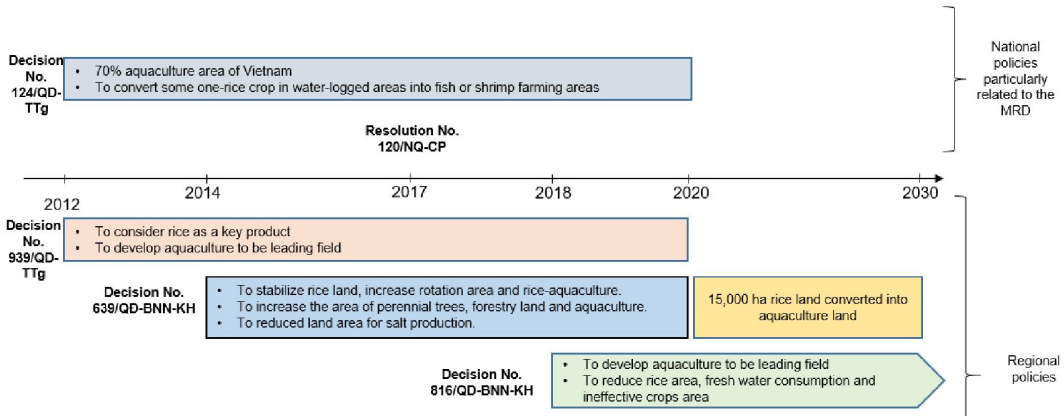 Decision
No.
124/QD-
TTg
• 70% aquaculture area of Vietnam
• To convert some one-rice crop in water-logged areas into fish or shrimp farming areas
National
policies
particularly
related to the
MRD
Resolution No.
120/NQ-CP
2012
2014
2017
2018
2020
2030
Decision
No.
939/QD-
TTg
• To consider rice as a key product
• To develop aquaculture to be leading field
Decision No.
639/QD-BNN-KH
• To stabilize rice land, increase rotation area and rice-aquaculture.
• To increase the area of perennial trees, forestry land and aquaculture.
• To reduced land area for salt production.
15,000 ha rice land converted into
aquaculture land
Decision No.
816/QD-BNN-KH
• To develop aquaculture to be leading field
• To reduce rice area, fresh water consumption and
ineffective crops area
Regional
policies